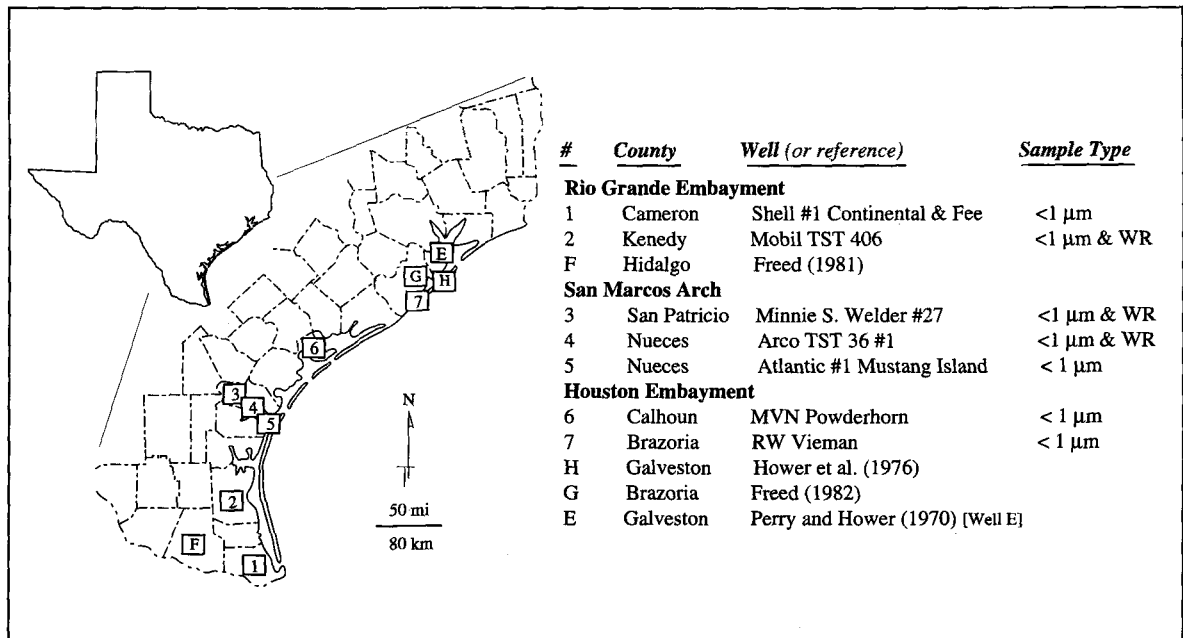 # County Well (or reference) Sample Type
Rio Grande Embayment
1 Cameron Shell #1 Continental & Fee <1 μm
2 Kenedy Mobil TST 406 <1 μm & WR
F Hidalgo Freed (1981)
San Marcos Arch
3 San Patricio Minnie S. Welder #27 <1 μm & WR
4 Nueces Arco TST 36 #1 <1 μm & WR
5 Nueces Atlantic #1 Mustang Island < 1 μm
Houston Embayment
6 Calhoun MVN Powderhorn < 1 μm
7 Brazoria RW Vieman < 1 μm
H Galveston Hower et al. (1976)
G Brazoria Freed (1982)
E Galveston Perry and Hower (1970) [Well E]
E
G
H
7
6
3
4
5
N
2
50 mi
80 km
F
1